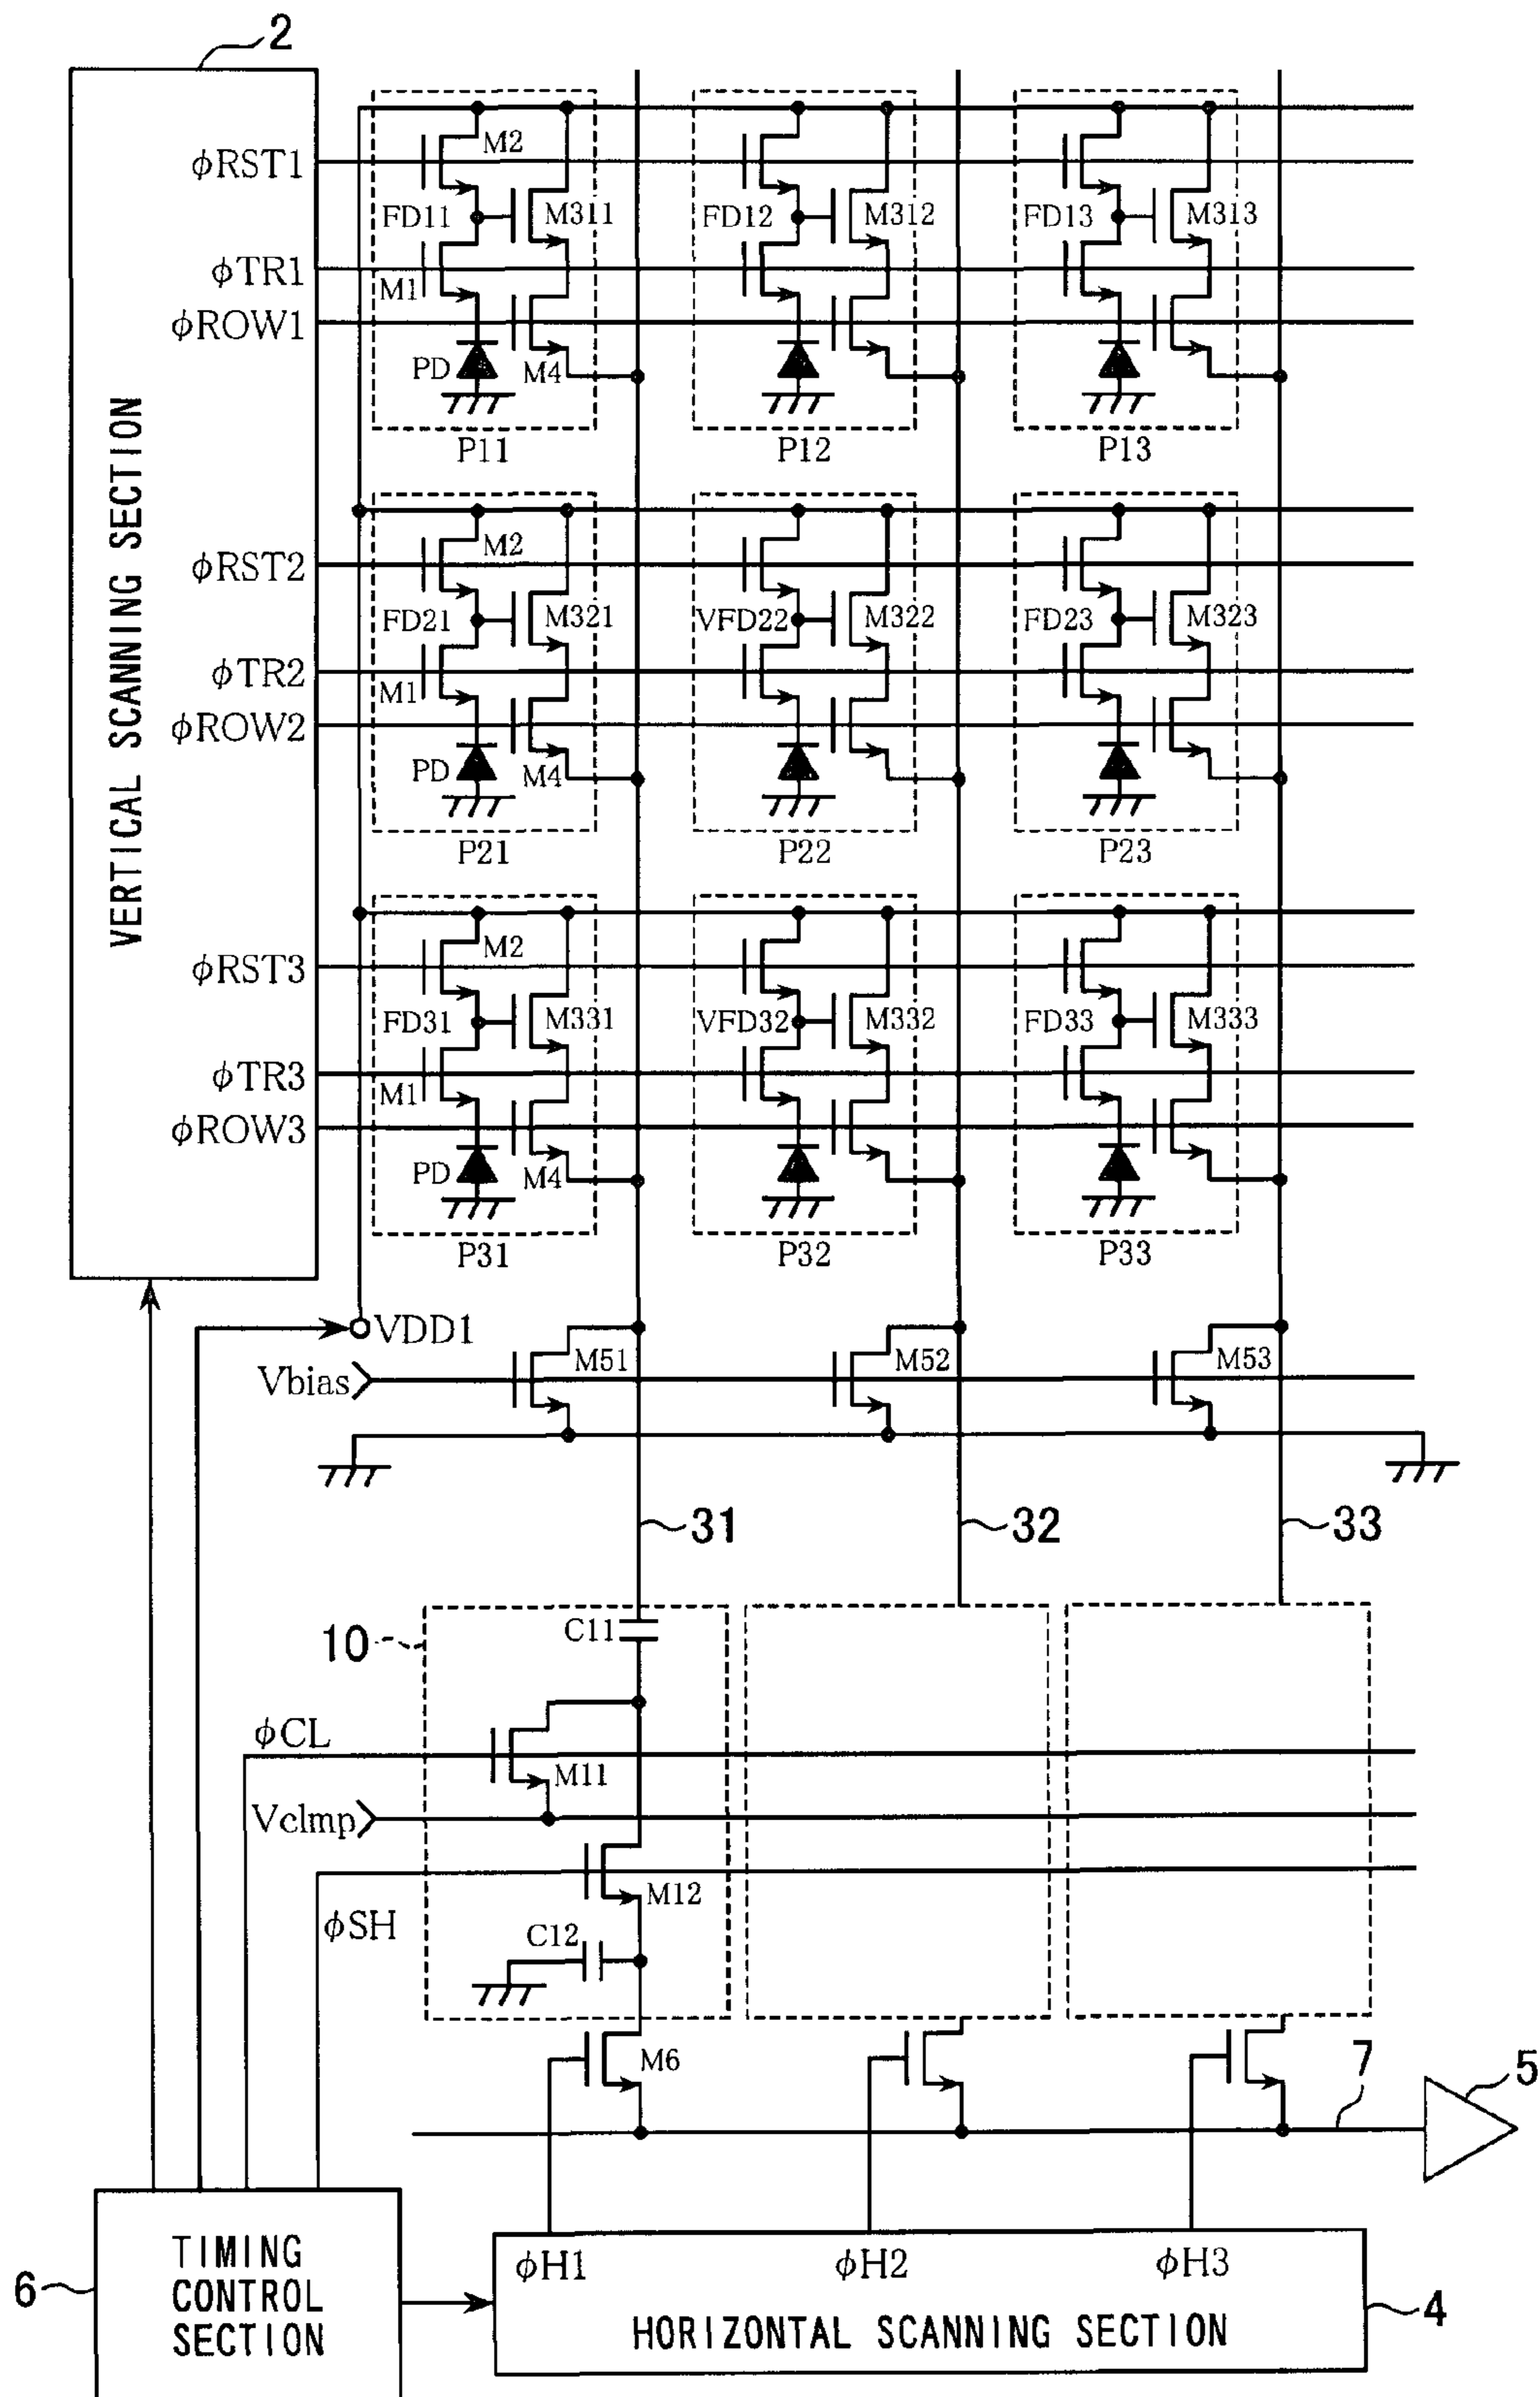 2
VERTICAL SCANNING SECTION
φRST1
M2
FD11
M311
FD12
M312
FD13
M313
φTR1
M1
φROW1
PD
M4
P11
P12
P13
φRST2
M2
FD21
M321
VFD22
M322
FD23
M323
φTR2
M1
φROW2
PD
M4
P21
P22
P23
φRST3
M2
FD31
M331
VFD32
M332
FD33
M333
φTR3
M1
φROW3
PD
M4
P31
P32
P33
VDD1
Vbias
M51
M52
M53
31
32
33
10
C11
φCL
M11
Vclmp
M12
φSH
C12
M6
7
5
6
TIMING
CONTROL
SECTION
φH1
φH2
φH3
HORIZONTAL SCANNING SECTION
4